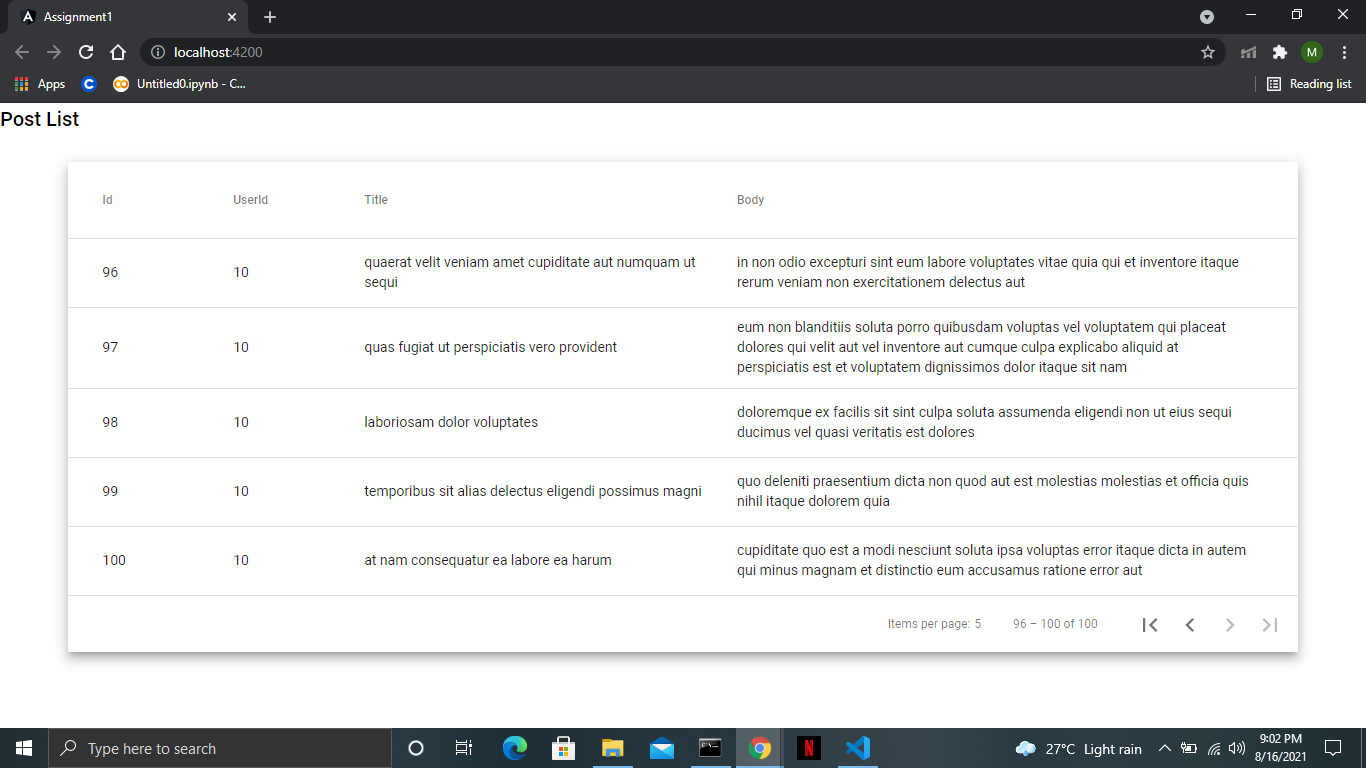 Assignment1
localhost:4200
M
Apps
C
Untitled0.ipynb - C...
Reading list
Post List
Id UserId Title Body
96 10 quaerat velit veniam amet cupiditate aut numquam ut
sequi
in non odio excepturi sint eum labore voluptates vitae quia qui et inventore itaque
rerum veniam non exercitationem delectus aut
97 10 quas fugiat ut perspiciatis vero provident
eum non blanditiis soluta porro quibusdam voluptas vel voluptatem qui placeat
dolores qui velit aut vel inventore aut cumque culpa explicabo aliquid at
perspiciatis est et voluptatem dignissimos dolor itaque sit nam
98 10 laboriosam dolor voluptates
doloremque ex facilis sit sint culpa soluta assumenda eligendi non ut eius sequi
ducimus vel quasi veritatis est dolores
99 10 temporibus sit alias delectus eligendi possimus magni
quo deleniti praesentium dicta non quod aut est molestias molestias et officia quis
nihil itaque dolorem quia
100 10 at nam consequatur ea labore ea harum
cupiditate quo est a modi nesciunt soluta ipsa voluptas error itaque dicta in autem
qui minus magnam et distinctio eum accusamus ratione error aut
Items per page: 5 96 – 100 of 100
Type here to search
N
27°C Light rain
9:02 PM
8/16/2021